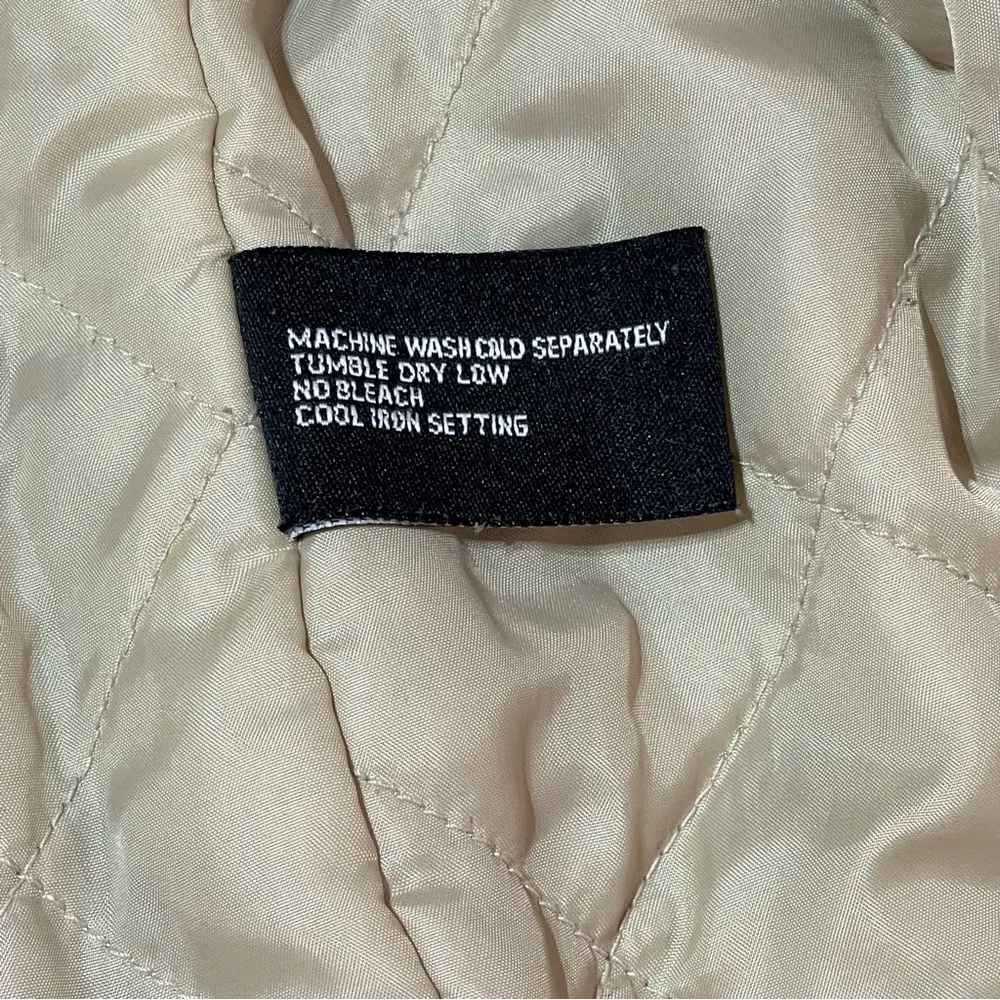 MACHINE WASH COLD SEPARATELY
TUMBLE DRY LOW
NO BLEACH
COOL IRON SETTING